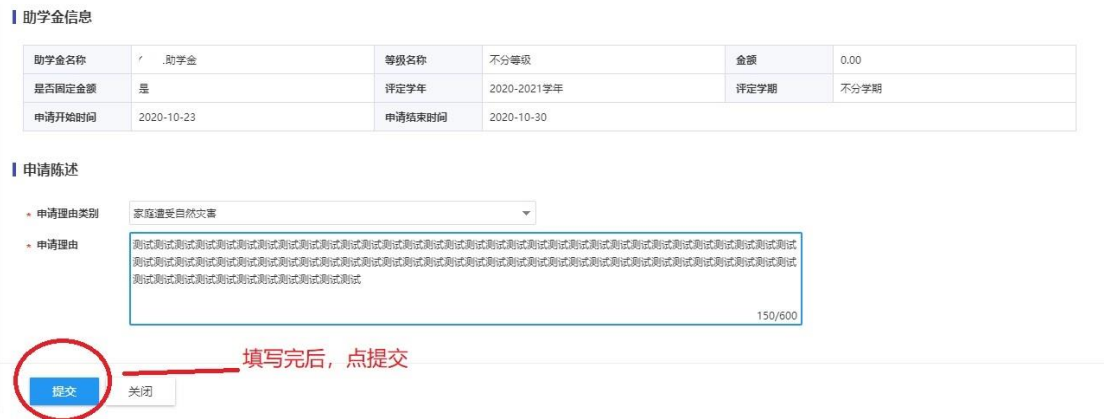 助学金信息
助学金名称 助学金 等级名称 不分等级 金额 0.00
是否固定金额 是 评定学年 2020-2021学年 评定学期 不分学期
申请开始时间 2020-10-23 申请结束时间 2020-10-30
申请陈述
* 申请理由类别 家庭遭受自然灾害
* 申请理由 测试测试测试测试测试测试测试测试测试测试测试测试测试测试测试测试测试测试测试测试测试测试测试测试测试测试测试测试测试测试测试测试
测试测试测试测试测试测试测试测试测试测试测试测试测试测试测试测试测试测试测试测试测试测试测试测试测试测试测试测试测试测试测试测试
测试测试测试测试测试测试测试测试测试测试测试
150/600
填写完后，点提交
提交 关闭